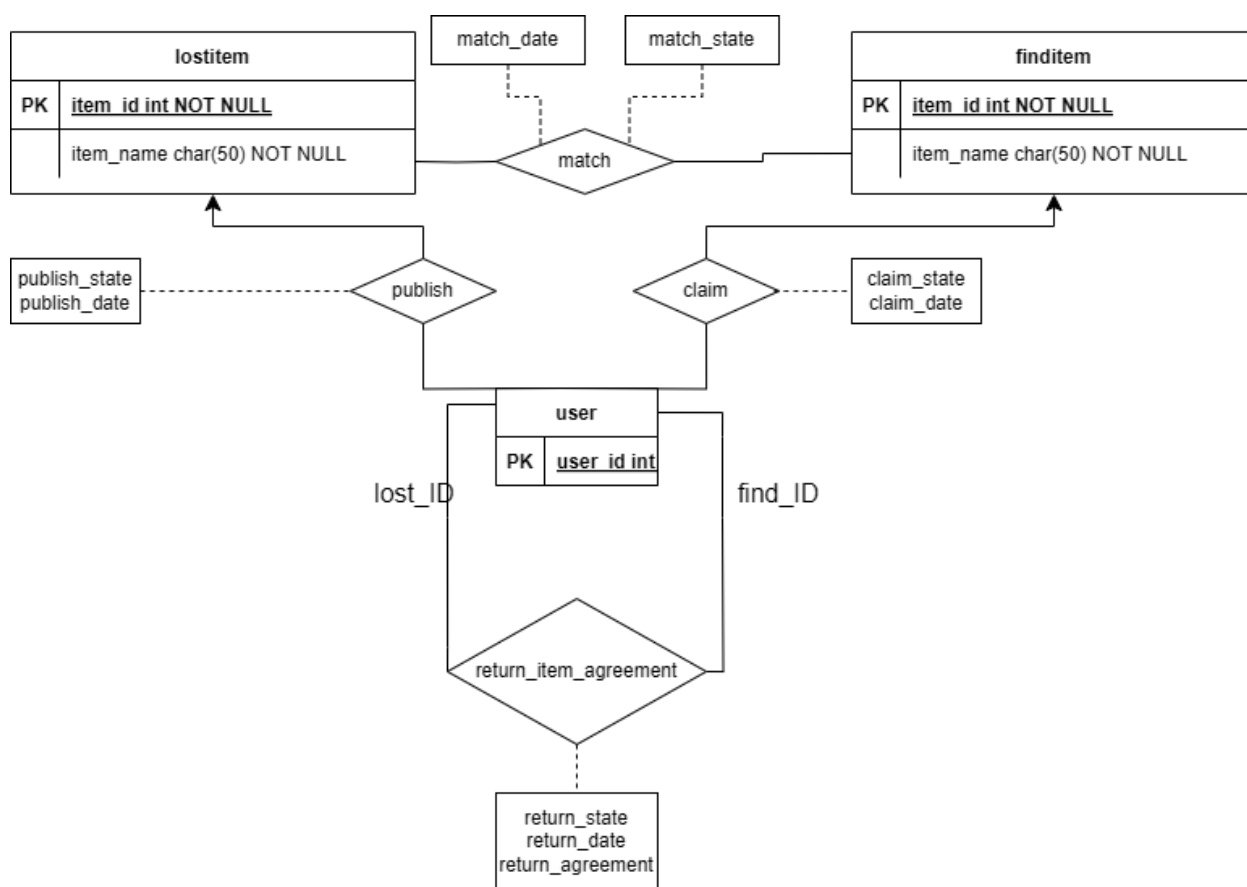 match_date
match_state
lostitem
PK item_id int NOT NULL
item_name char(50) NOT NULL
match
finditem
PK item_id int NOT NULL
item_name char(50) NOT NULL
publish_state
publish_date
publish
claim
claim_state
claim_date
user
PK user_id int
lost_ID
find_ID
return_item_agreement
return_state
return_date
return_agreement